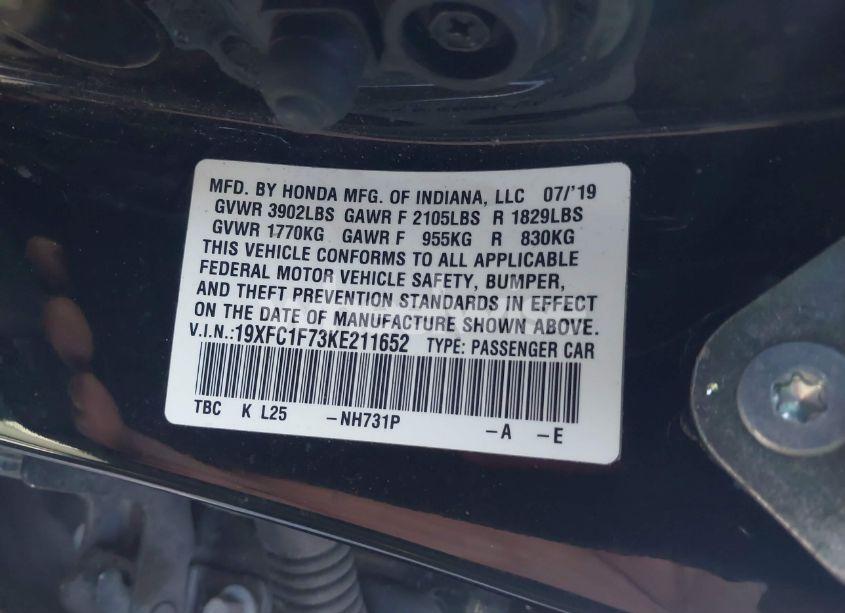 MFD. BY HONDA MFG. OF INDIANA, LLC 07/'19
GVWR 3902LBS GAWR F 2105LBS R 1829LBS
GVWR 1770KG GAWR F 955KG R 830KG
THIS VEHICLE CONFORMS TO ALL APPLICABLE
FEDERAL MOTOR VEHICLE SAFETY, BUMPER,
AND THEFT PREVENTION STANDARDS IN EFFECT
ON THE DATE OF MANUFACTURE SHOWN ABOVE.
V.I.N.:19XFC1F73KE211652 TYPE: PASSENGER CAR
TBC K L25 -NH731P -A -E